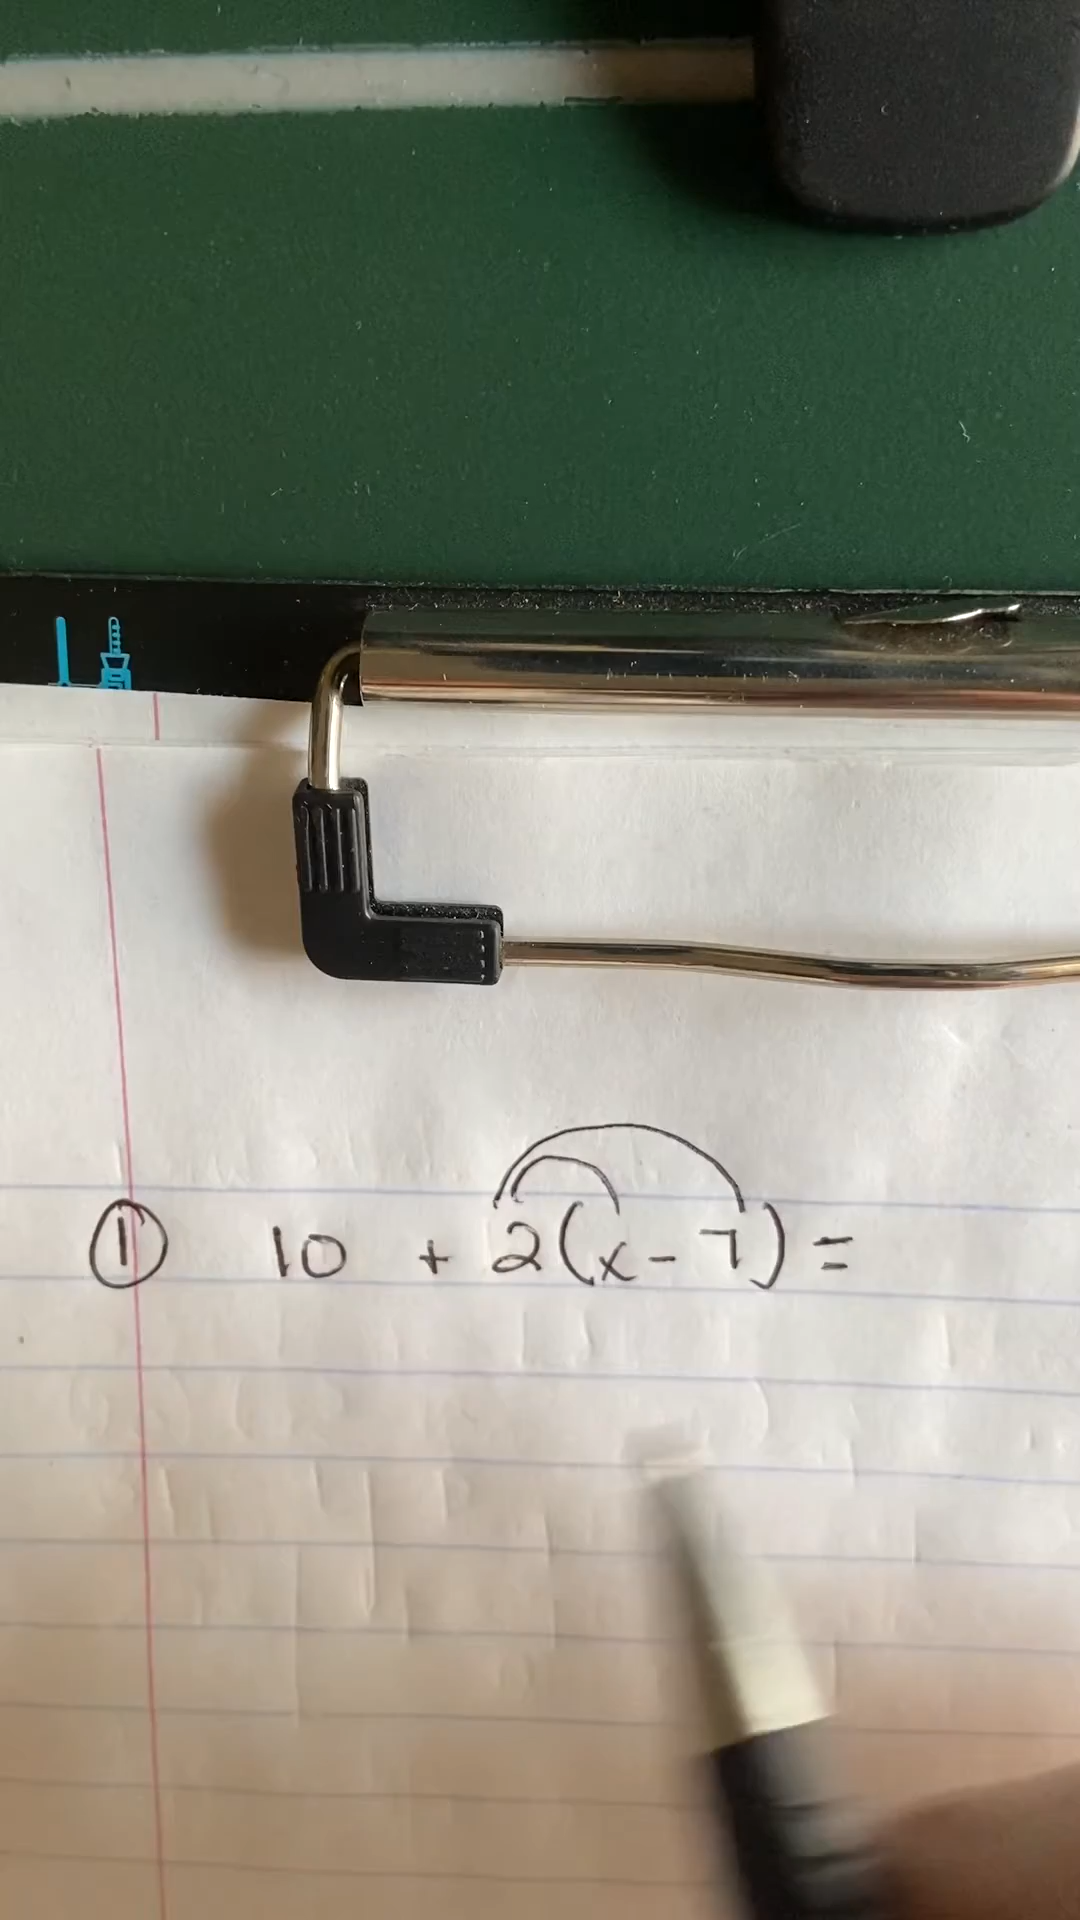 ① 10 + 2(x - 7) =